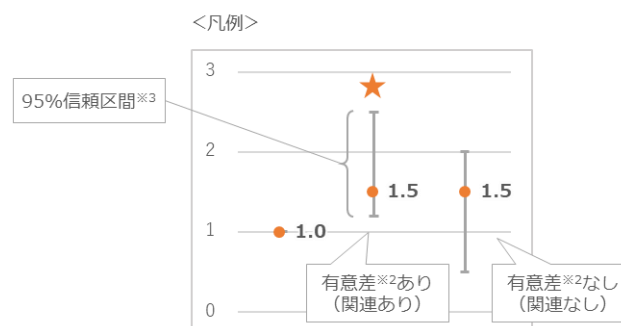 ＜凡例＞
3
95%信頼区間※3
2
1.5
1.5
1
1.0
有意差※2あり
（関連あり）
有意差※2なし
（関連なし）
0